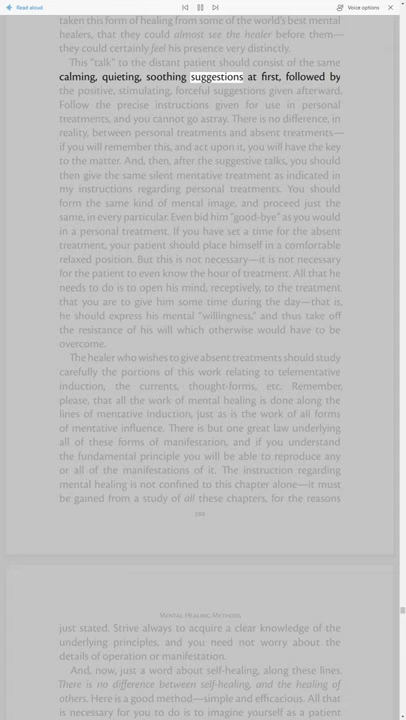 Read aloud
Voice options
taken this form of healing from some of the world's best mental
healers, that they could almost see the healer before them—
they could certainly feel his presence very distinctly.
This "talk" to the distant patient should consist of the same
calming, quieting, soothing suggestions at first, followed by
the positive, stimulating, forceful suggestions given afterward.
Follow the precise instructions given for use in personal
treatments, and you cannot go astray. There is no difference, in
reality, between personal treatments and absent treatments—
if you will remember this, and act upon it, you will have the key
to the matter. And, then, after the suggestive talks, you should
then give the same silent mentative treatment as indicated in
my instructions regarding personal treatments. You should
form the same kind of mental image, and proceed just the
same, in every particular. Even bid him "good-bye" as you would
in a personal treatment. If you have set a time for the absent
treatment, your patient should place himself in a comfortable
relaxed position. But this is not necessary—it is not necessary
for the patient to even know the hour of treatment. All that he
needs to do is to open his mind, receptively, to the treatment
that you are to give him some time during the day—that is,
he should express his mental "willingness," and thus take off
the resistance of his will which otherwise would have to be
overcome.
The healer who wishes to give absent treatments should study
carefully the portions of this work relating to telementative
induction, the currents, thought-forms, etc. Remember,
please, that all the work of mental healing is done along the
lines of mentative induction, just as is the work of all forms
of mentative influence. There is but one great law underlying
all of these forms of manifestation, and if you understand
the fundamental principle you will be able to reproduce any
or all of the manifestations of it. The instruction regarding
mental healing is not confined to this chapter alone—it must
be gained from a study of all these chapters, for the reasons
Mental Healing Methods
just stated. Strive always to acquire a clear knowledge of the
underlying principles, and you need not worry about the
details of operation or manifestation.
And, now, just a word about self-healing, along these lines.
There is no difference between self-healing, and the healing of
others. Here is a good method—simple and efficacious. All that
is necessary for you to do is to imagine yourself as a patient